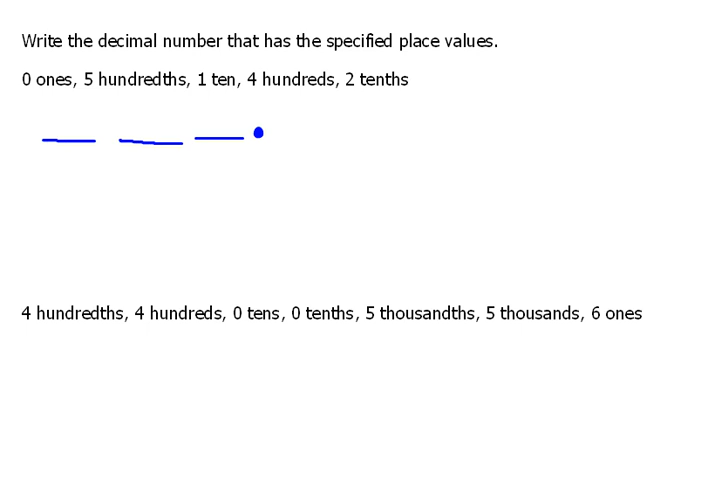 Write the decimal number that has the specified place values.
0 ones, 5 hundredths, 1 ten, 4 hundreds, 2 tenths
4 hundredths, 4 hundreds, 0 tens, 0 tenths, 5 thousandths, 5 thousands, 6 ones